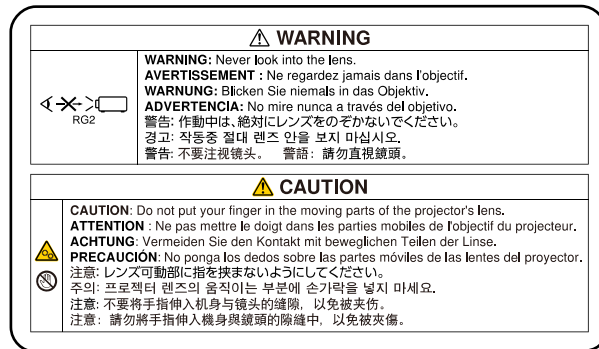 WARNING
WARNING: Never look into the lens.
AVERTISSEMENT : Ne regardez jamais dans l'objectif.
WARNUNG: Blicken Sie niemals in das Objektiv.
ADVERTENCIA: No mire nunca a través del objetivo.
警告: 作動中は、絶対にレンズをのぞかないでください。
경고: 작동중 절대 렌즈 안을 보지 마십시오.
警告: 不要注视镜头。 警語: 請勿直視鏡頭。
RG2
CAUTION
CAUTION: Do not put your finger in the moving parts of the projector's lens.
ATTENTION : Ne pas mettre le doigt dans les parties mobiles de l'objectif du projecteur.
ACHTUNG: Vermeiden Sie den Kontakt mit beweglichen Teilen der Linse.
PRECAUCIÓN: No ponga los dedos sobre las partes móviles de las lentes del proyector.
注意: レンズ可動部に指を挟まないようにしてください。
주의: 프로젝터 렌즈의 움직이는 부분에 손가락을 넣지 마세요.
注意: 不要将手指伸入机身与镜头的缝隙, 以免被夹伤。
注意: 請勿將手指伸入機身與鏡頭的隙縫中, 以免被夾傷。